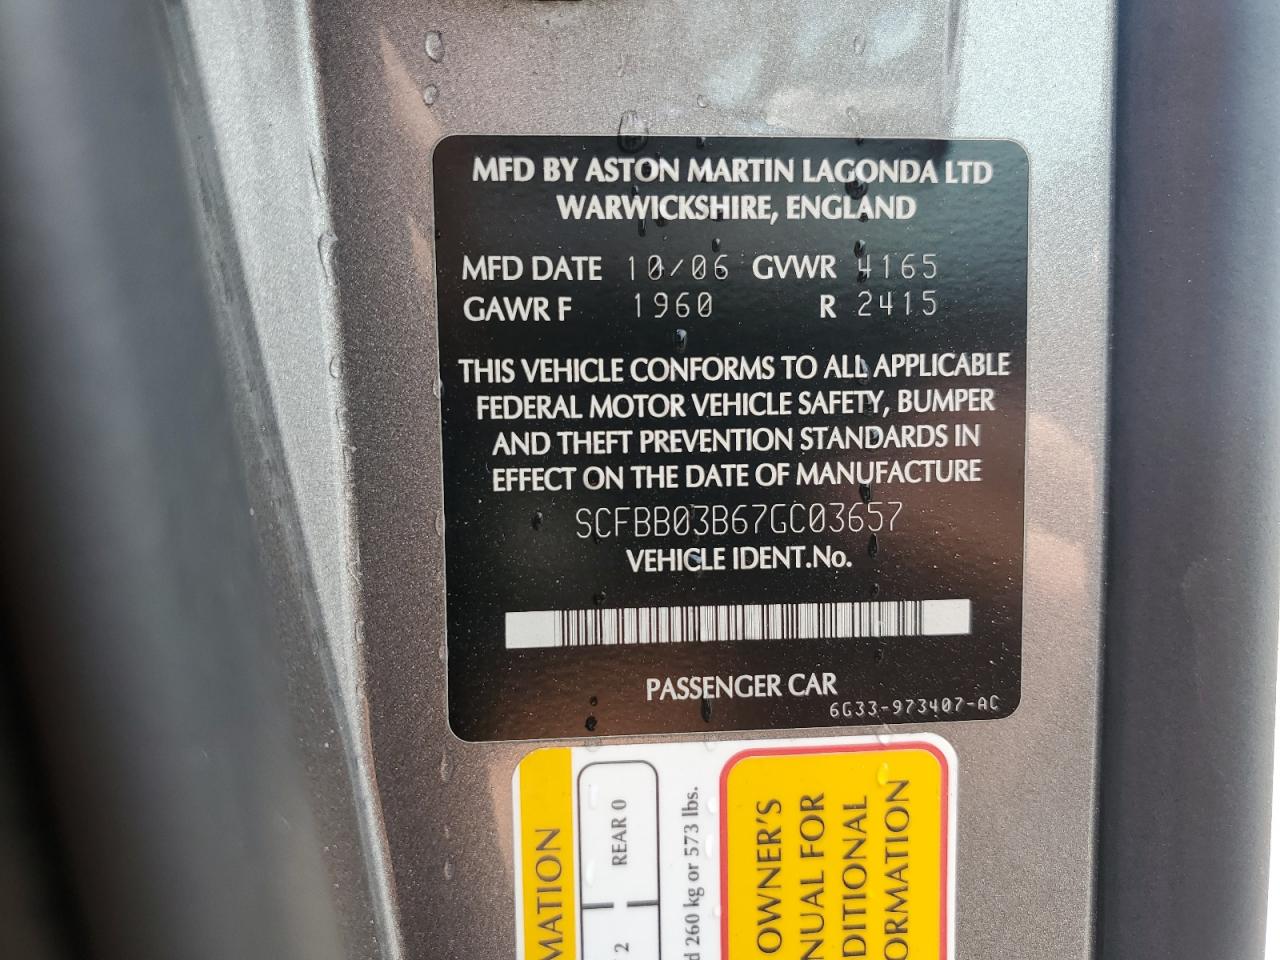 MFD BY ASTON MARTIN LAGONDA LTD
WARWICKSHIRE, ENGLAND
MFD DATE 10/06 GVWR 4165
GAWR F 1960 R 2415
THIS VEHICLE CONFORMS TO ALL APPLICABLE
FEDERAL MOTOR VEHICLE SAFETY, BUMPER
AND THEFT PREVENTION STANDARDS IN
EFFECT ON THE DATE OF MANUFACTURE
SCFBB03B67GC03657
VEHICLE IDENT.No.
PASSENGER CAR
6G33-973407-AC
MATION
REAR 0
2
d 260 kg or 573 lbs.
OWNER'S
NUAL FOR
DITIONAL
ORMATION